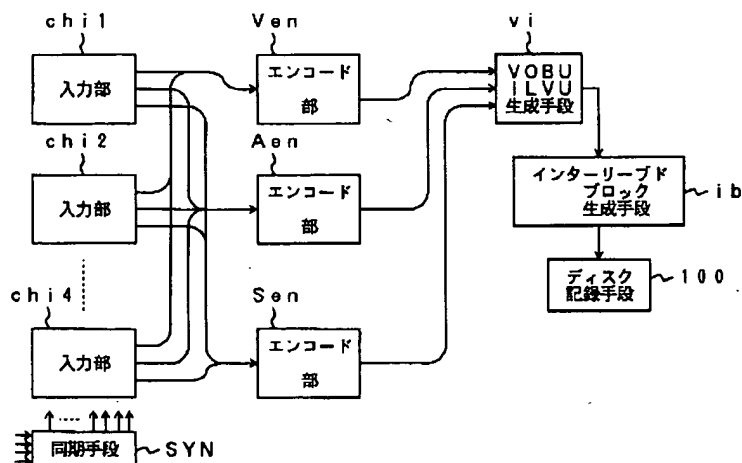 chi1
Ven
vi
入力部
エンコード
部
VOBU
ILVU
生成手段
chi2
Aen
入力部
エンコード
部
インターリーブド
ブロック
生成手段
ib
chi4
Sen
ディスク
記録手段
100
入力部
エンコード
部
同期手段
SYN